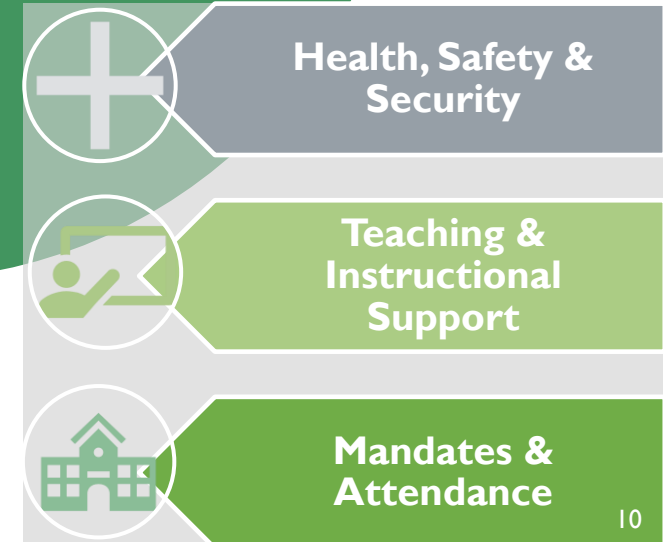 Health, Safety &
Security
Teaching &
Instructional
Support
Mandates &
Attendance
10